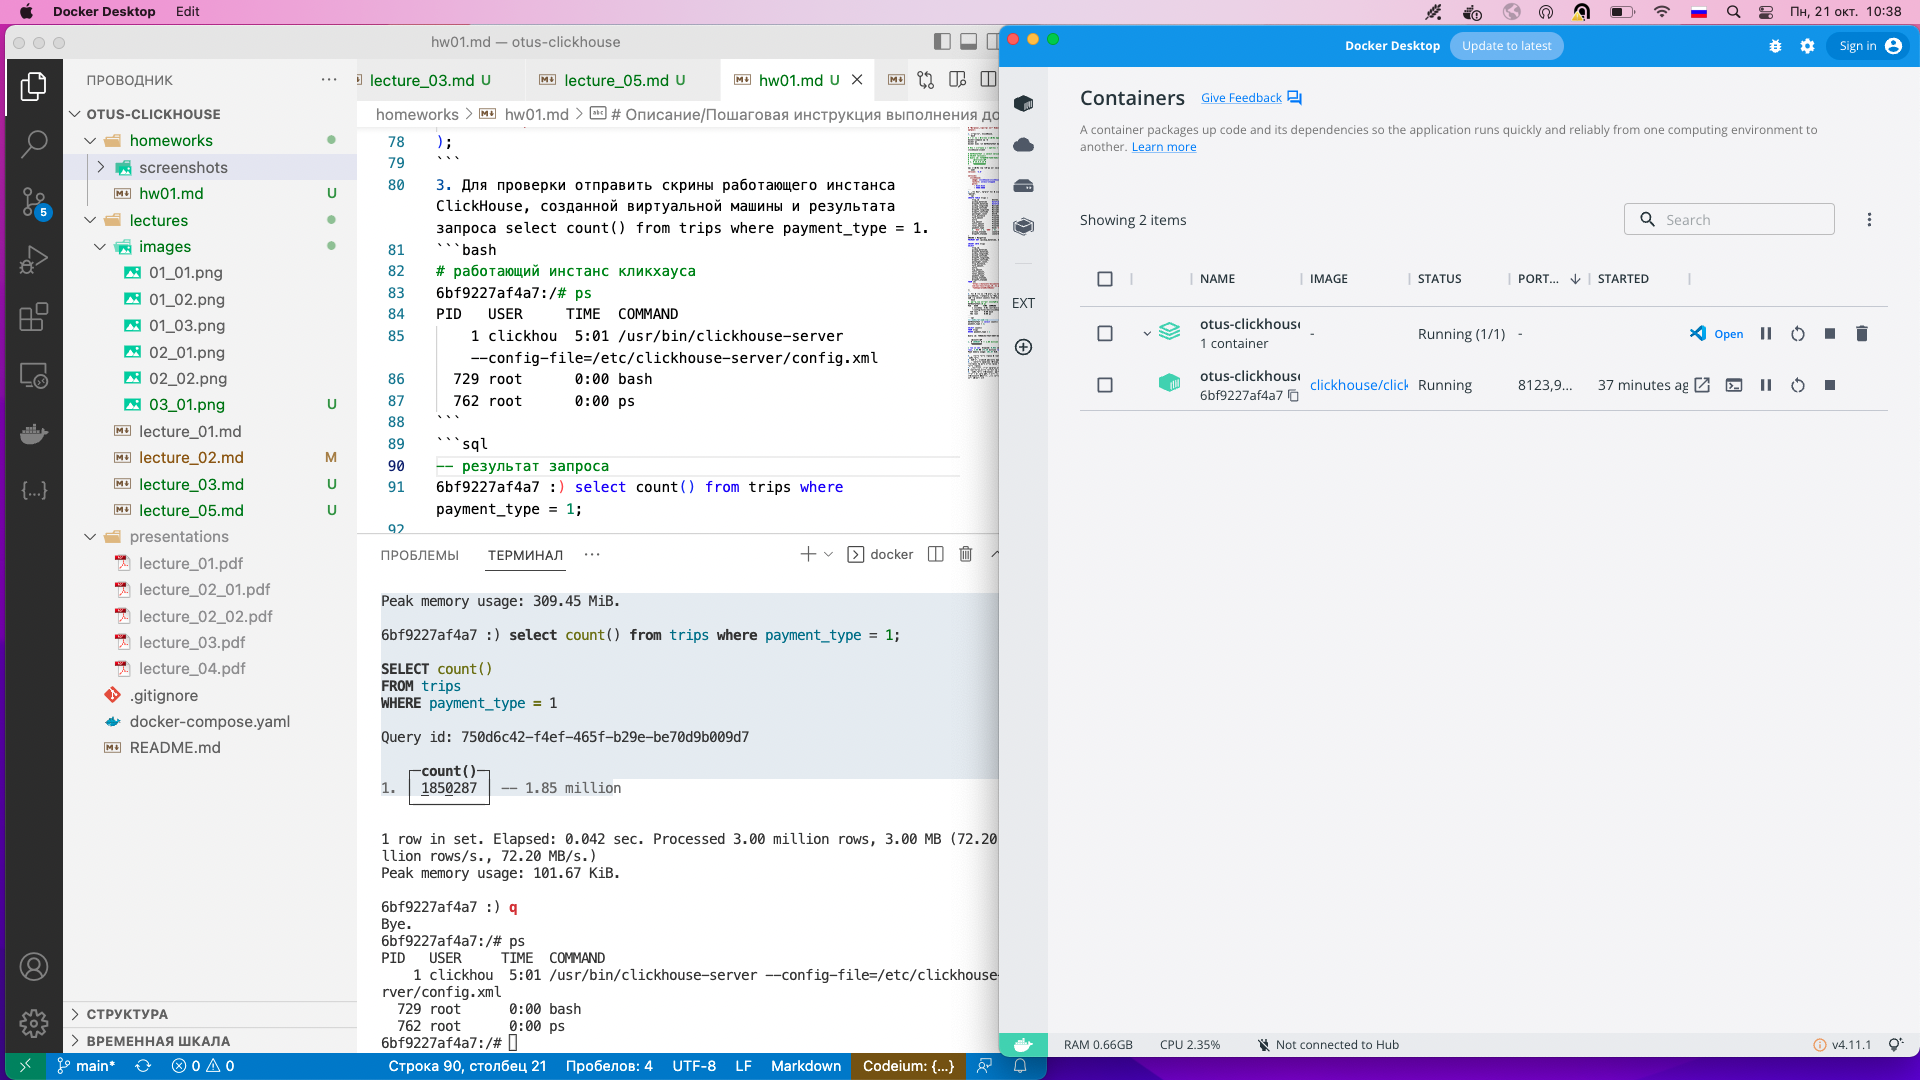 Docker Desktop Edit
Пн, 21 окт. 10:38
hw01.md — otus-clickhouse
ПРОВОДНИК
OTUS-CLICKHOUSE
homeworks
screenshots
hw01.md U
lectures
images
01_01.png
01_02.png
01_03.png
02_01.png
02_02.png
03_01.png U
lecture_01.md
lecture_02.md M
lecture_03.md U
lecture_05.md U
presentations
lecture_01.pdf
lecture_02_01.pdf
lecture_02_02.pdf
lecture_03.pdf
lecture_04.pdf
.gitignore
docker-compose.yaml
README.md
СТРУКТУРА
ВРЕМЕННАЯ ШКАЛА
5
lecture_03.md U lecture_05.md U hw01.md U
homeworks > hw01.md > # Описание/Пошаговая инструкция выполнения до
78 );
79 ```
80 3. Для проверки отправить скрины работающего инстанса
ClickHouse, созданной виртуальной машины и результата
запроса select count() from trips where payment_type = 1.
81 ```bash
82 # работающий инстанс кликхауса
83 6bf9227af4a7:/# ps
84 PID USER TIME COMMAND
85 1 clickhou 5:01 /usr/bin/clickhouse-server
--config-file=/etc/clickhouse-server/config.xml
86 729 root 0:00 bash
87 762 root 0:00 ps
88 ```
89 ```sql
90 -- результат запроса
91 6bf9227af4a7 :) select count() from trips where
payment_type = 1;
92
ПРОБЛЕМЫ ТЕРМИНАЛ ··· docker
Peak memory usage: 309.45 MiB.
6bf9227af4a7 :) select count() from trips where payment_type = 1;
SELECT count()
FROM trips
WHERE payment_type = 1
Query id: 750d6c42-f4ef-465f-b29e-be70d9b009d7
count()
1. 1850287 -- 1.85 million
1 row in set. Elapsed: 0.042 sec. Processed 3.00 million rows, 3.00 MB (72.20
llion rows/s., 72.20 MB/s.)
Peak memory usage: 101.67 KiB.
6bf9227af4a7 :) q
Bye.
6bf9227af4a7:/# ps
PID USER TIME COMMAND
1 clickhou 5:01 /usr/bin/clickhouse-server --config-file=/etc/clickhouse-
rver/config.xml
729 root 0:00 bash
762 root 0:00 ps
6bf9227af4a7:/#
main* 0 0 Строка 90, столбец 21 Пробелов: 4 UTF-8 LF Markdown Codeium: {...}
Docker Desktop Update to latest Sign in
Containers Give Feedback
A container packages up code and its dependencies so the application runs quickly and reliably from one computing environment to
another. Learn more
Showing 2 items
Search
NAME IMAGE STATUS PORT... STARTED
EXT
otus-clickhouse - Running (1/1) - Open
1 container
otus-clickhouse clickhouse/click Running 8123,9... 37 minutes ag
6bf9227af4a7
RAM 0.66GB CPU 2.35% Not connected to Hub v4.11.1